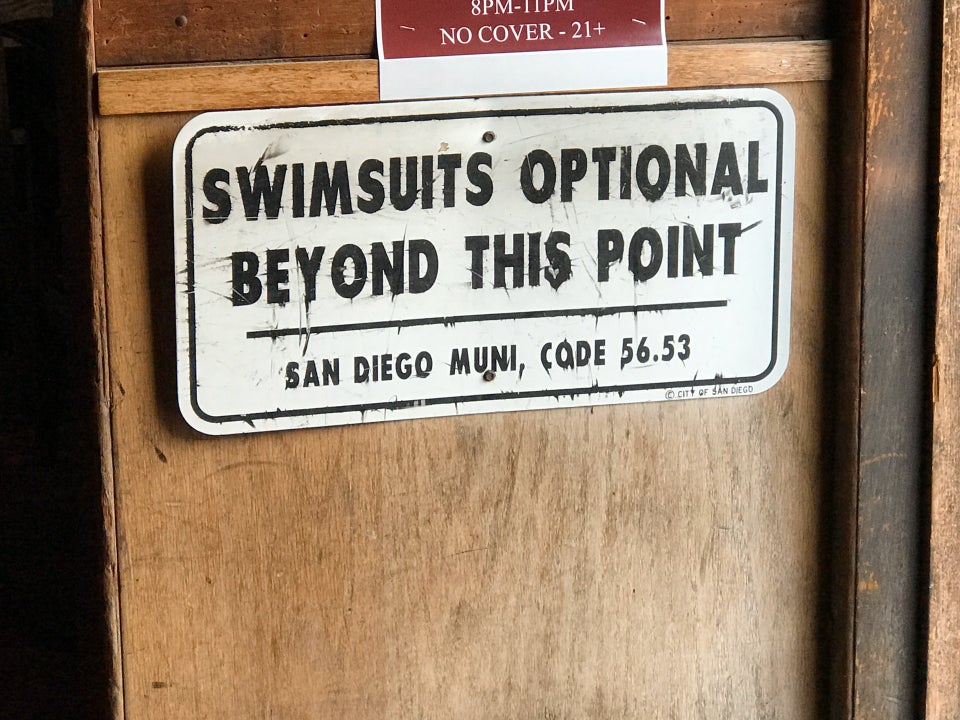 8PM-11PM
NO COVER - 21+
SWIMSUITS OPTIONAL
BEYOND THIS POINT
SAN DIEGO MUNI, CODE 56.53
© CITY OF SAN DIEGO